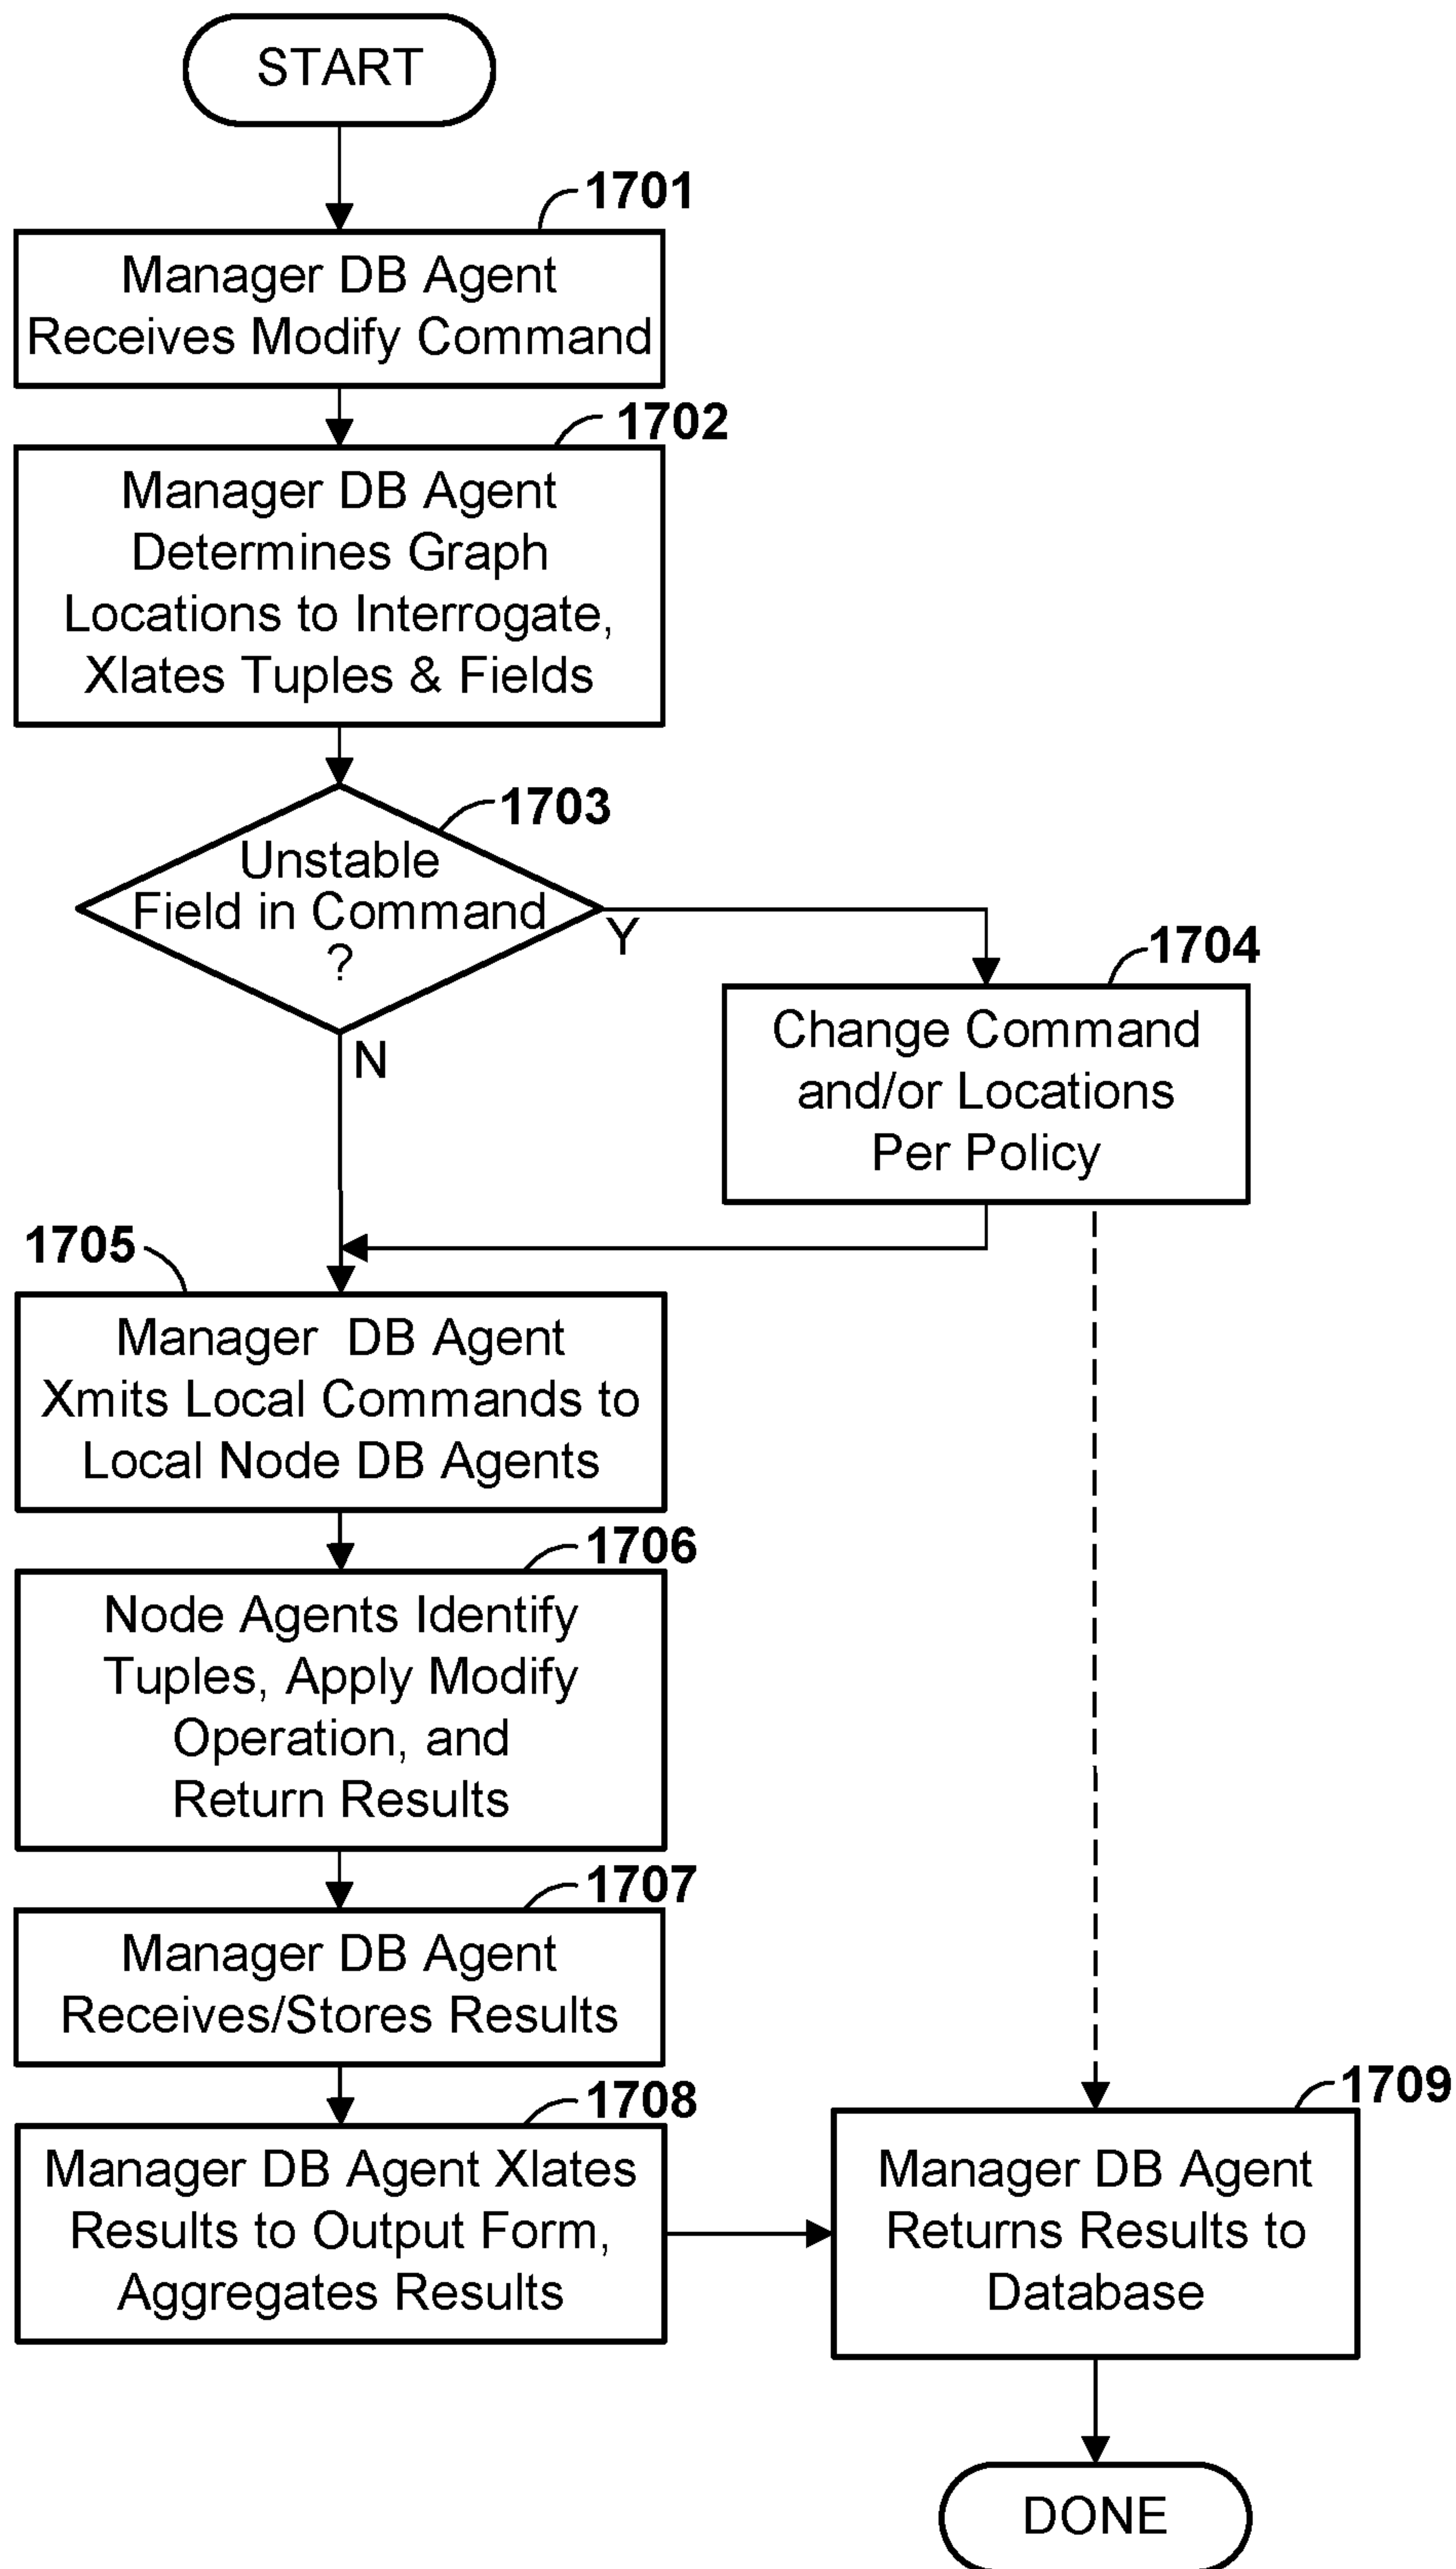 START
1701
Manager DB Agent
Receives Modify Command
1702
Manager DB Agent
Determines Graph
Locations to Interrogate,
Xlates Tuples & Fields
1703
Unstable
Field in Command
?
Y
N
1704
Change Command
and/or Locations
Per Policy
1705
Manager DB Agent
Xmits Local Commands to
Local Node DB Agents
1706
Node Agents Identify
Tuples, Apply Modify
Operation, and
Return Results
1707
Manager DB Agent
Receives/Stores Results
1708
Manager DB Agent Xlates
Results to Output Form,
Aggregates Results
1709
Manager DB Agent
Returns Results to
Database
DONE